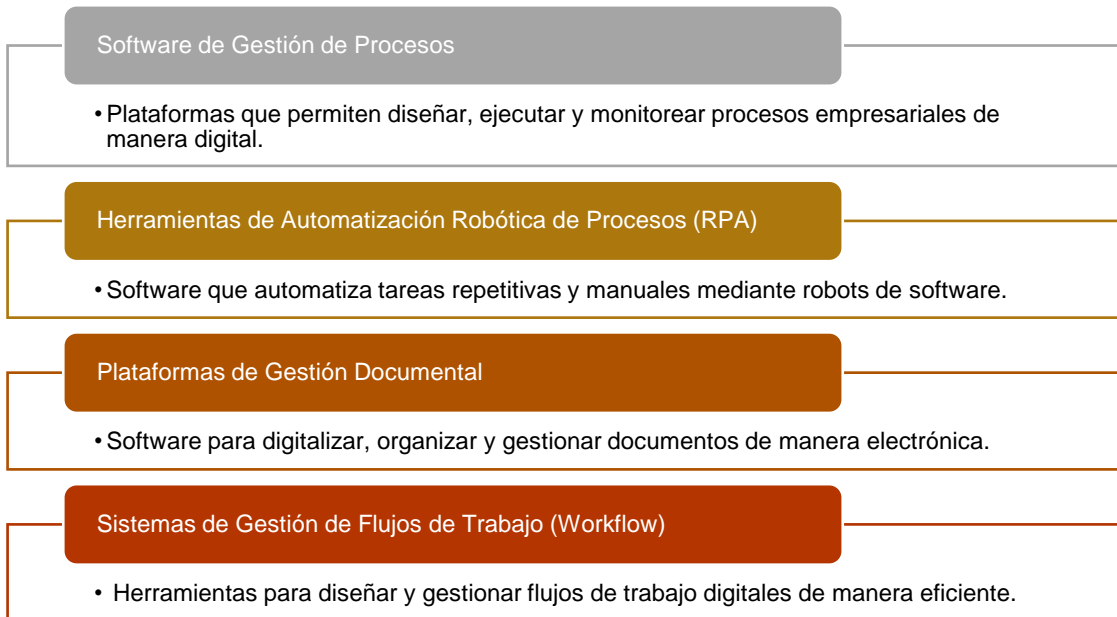 Software de Gestión de Procesos
• Plataformas que permiten diseñar, ejecutar y monitorear procesos empresariales de
manera digital.
Herramientas de Automatización Robótica de Procesos (RPA)
• Software que automatiza tareas repetitivas y manuales mediante robots de software.
Plataformas de Gestión Documental
• Software para digitalizar, organizar y gestionar documentos de manera electrónica.
Sistemas de Gestión de Flujos de Trabajo (Workflow)
• Herramientas para diseñar y gestionar flujos de trabajo digitales de manera eficiente.